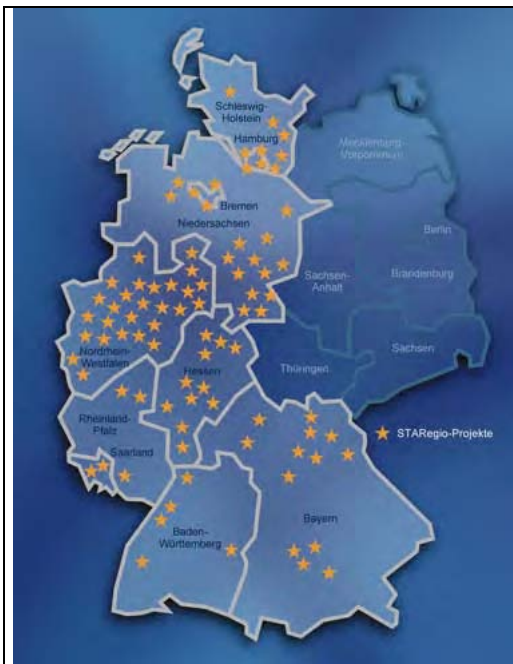 Schleswig-
Holstein
Hamburg
Mecklenburg-
Vorpommern
Bremen
Niedersachsen
Berlin
Brandenburg
Sachsen-
Anhalt
Nordrhein-
Westfalen
Hessen
Thüringen
Sachsen
Rheinland-
Pfalz
Saarland
STARegio-Projekte
Baden-
Württemberg
Bayern